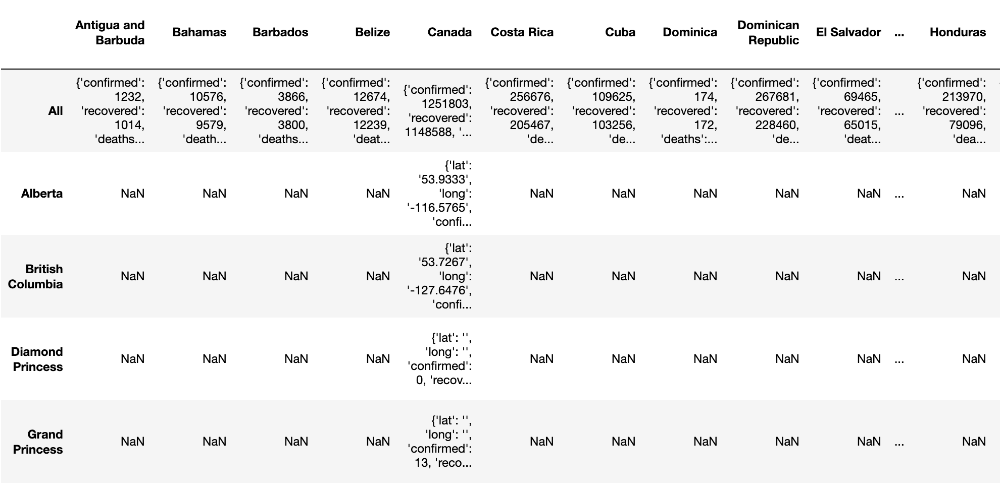 Antigua and
Barbuda
Bahamas
Barbados
Belize
Canada
Costa Rica
Cuba
Dominica
Dominican
Republic
El Salvador
...
Honduras
All
{'confirmed':
1232,
'recovered':
1014,
'deaths...
{'confirmed':
10576,
'recovered':
9579,
'death...
{'confirmed':
3866,
'recovered':
3800,
'deaths...
{'confirmed':
12674,
'recovered':
12239,
'deat...
{'confirmed':
1251803,
'recovered':
1148588, '...
{'confirmed':
256676,
'recovered':
205467,
'de...
{'confirmed':
109625,
'recovered':
103256,
'de...
{'confirmed':
174,
'recovered':
172,
'deaths':...
{'confirmed':
267681,
'recovered':
228460,
'de...
{'confirmed':
69465,
'recovered':
65015,
'deat...
...
{'confirmed':
213970,
'recovered':
79096,
'dea...
Alberta
NaN
NaN
NaN
NaN
{'lat':
'53.9333',
'long':
'-116.5765',
'confi...
NaN
NaN
NaN
NaN
NaN
...
NaN
British
Columbia
NaN
NaN
NaN
NaN
{'lat':
'53.7267',
'long':
'-127.6476',
'confi...
NaN
NaN
NaN
NaN
NaN
...
NaN
Diamond
Princess
NaN
NaN
NaN
NaN
{'lat': '',
'long': '',
'confirmed':
0, 'recov...
NaN
NaN
NaN
NaN
NaN
...
NaN
Grand
Princess
NaN
NaN
NaN
NaN
{'lat': '',
'long': '',
'confirmed':
13, 'reco...
NaN
NaN
NaN
NaN
NaN
...
NaN